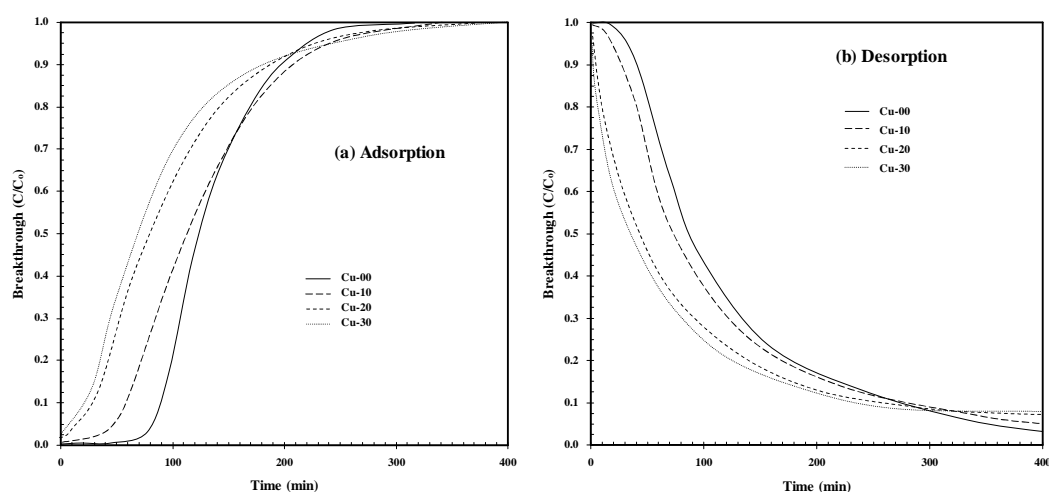 1.0
0.9
0.8
0.7
0.6
0.5
0.4
0.3
0.2
0.1
0.0
Breakthrough (C/Co)
(a) Adsorption
Cu-00
Cu-10
Cu-20
Cu-30
0 100 200 300 400
Time (min)
1.0
0.9
0.8
0.7
0.6
0.5
0.4
0.3
0.2
0.1
0.0
Breakthrough (C/Co)
(b) Desorption
Cu-00
Cu-10
Cu-20
Cu-30
0 100 200 300 400
Time (min)